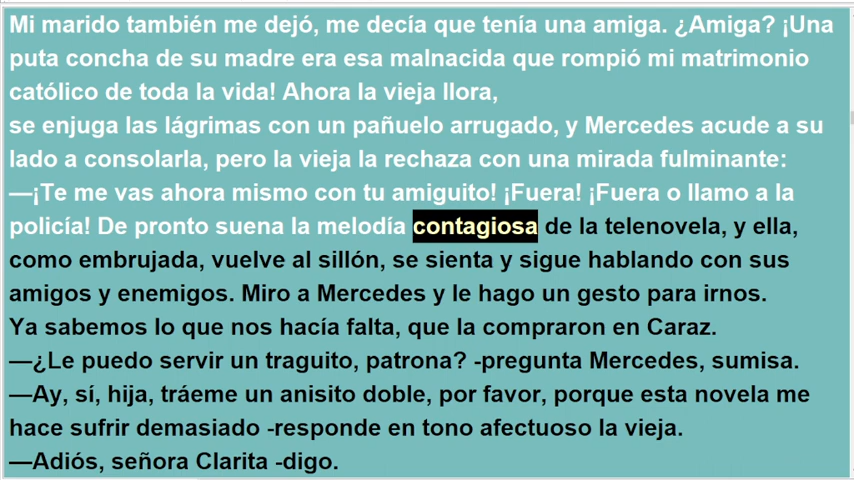 Mi marido también me dejó, me decía que tenía una amiga. ¿Amiga? ¡Una
puta concha de su madre era esa malnacida que rompió mi matrimonio
católico de toda la vida! Ahora la vieja llora,
se enjuga las lágrimas con un pañuelo arrugado, y Mercedes acude a su
lado a consolarla, pero la vieja la rechaza con una mirada fulminante:
—¡Te me vas ahora mismo con tu amiguito! ¡Fuera! ¡Fuera o llamo a la
policía! De pronto suena la melodía contagiosa de la telenovela, y ella,
como embrujada, vuelve al sillón, se sienta y sigue hablando con sus
amigos y enemigos. Miro a Mercedes y le hago un gesto para irnos.
Ya sabemos lo que nos hacía falta, que la compraron en Caraz.
—¿Le puedo servir un traguito, patrona? -pregunta Mercedes, sumisa.
—Ay, sí, hija, tráeme un anisito doble, por favor, porque esta novela me
hace sufrir demasiado -responde en tono afectuoso la vieja.
—Adiós, señora Clarita -digo.